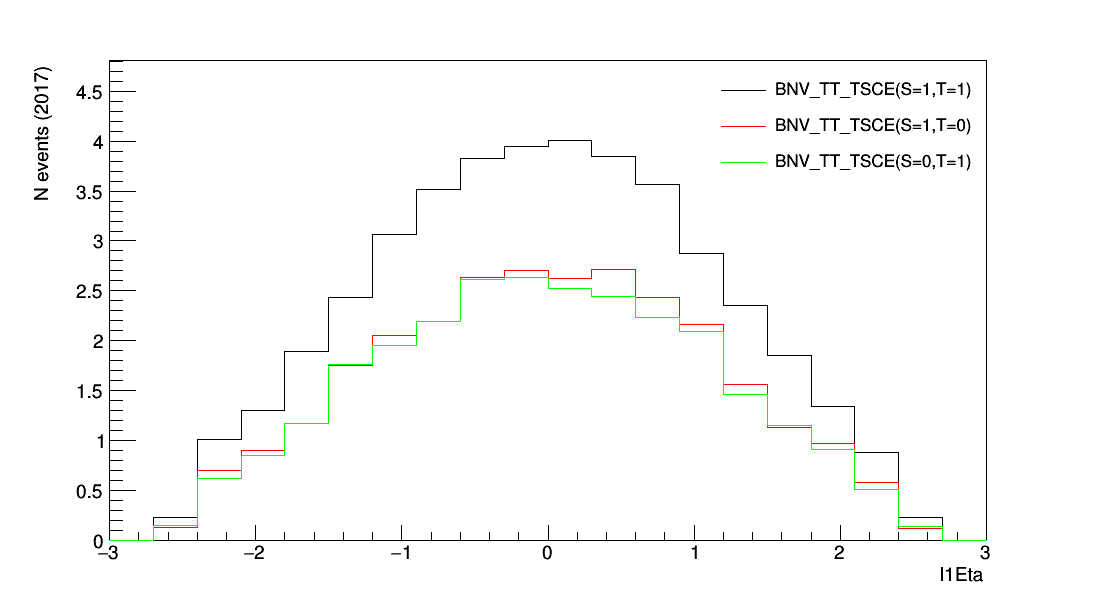 N events (2017)
4.5
4
3.5
3
2.5
2
1.5
1
0.5
0
BNV_TT_TSCE(S=1,T=1)
BNV_TT_TSCE(S=1,T=0)
BNV_TT_TSCE(S=0,T=1)
−3 −2 −1 0 1 2 3
l1Eta